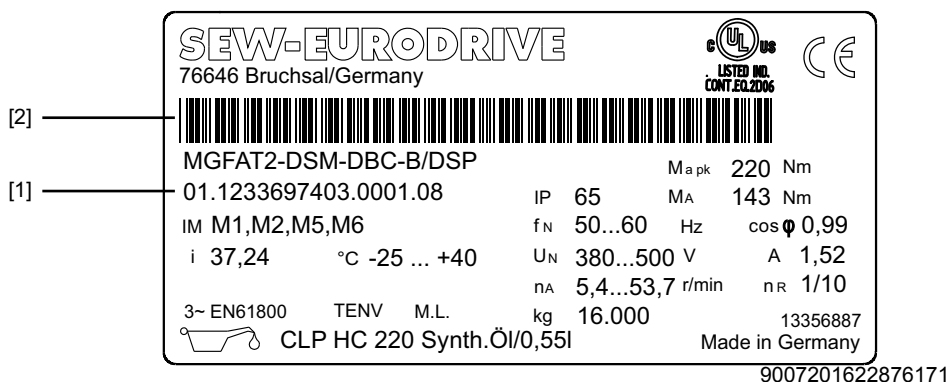 SEW-EURODRIVE
76646 Bruchsal/Germany
c UL us
LISTED IND.
CONT.EQ.2D06
CE
[2]
MGFAT2-DSM-DBC-B/DSP
Ma pk 220 Nm
[1]
01.1233697403.0001.08
IP 65 MA 143 Nm
IM M1,M2,M5,M6 fN 50...60 Hz cos φ 0,99
i 37,24 °C -25 ... +40 UN 380...500 V A 1,52
nA 5,4...53,7 r/min nR 1/10
3~ EN61800 TENV M.L. kg 16.000 13356887
CLP HC 220 Synth.Öl/0,55l Made in Germany
9007201622876171